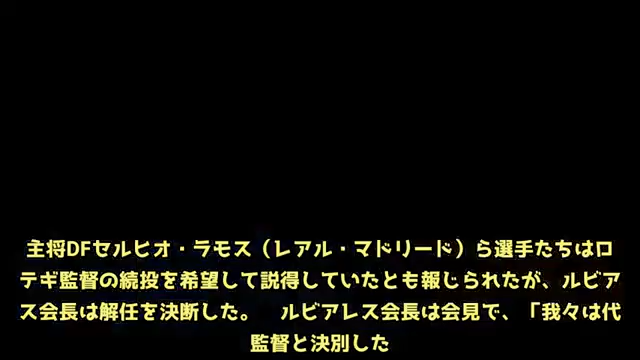 主将DFセルヒオ・ラモス（レアル・マドリード）ら選手たちはロ
テギ監督の続投を希望して説得していたとも報じられたが、ルビア
ス会長は解任を決断した。　ルビアレス会長は会見で、「我々は代
監督と決別した